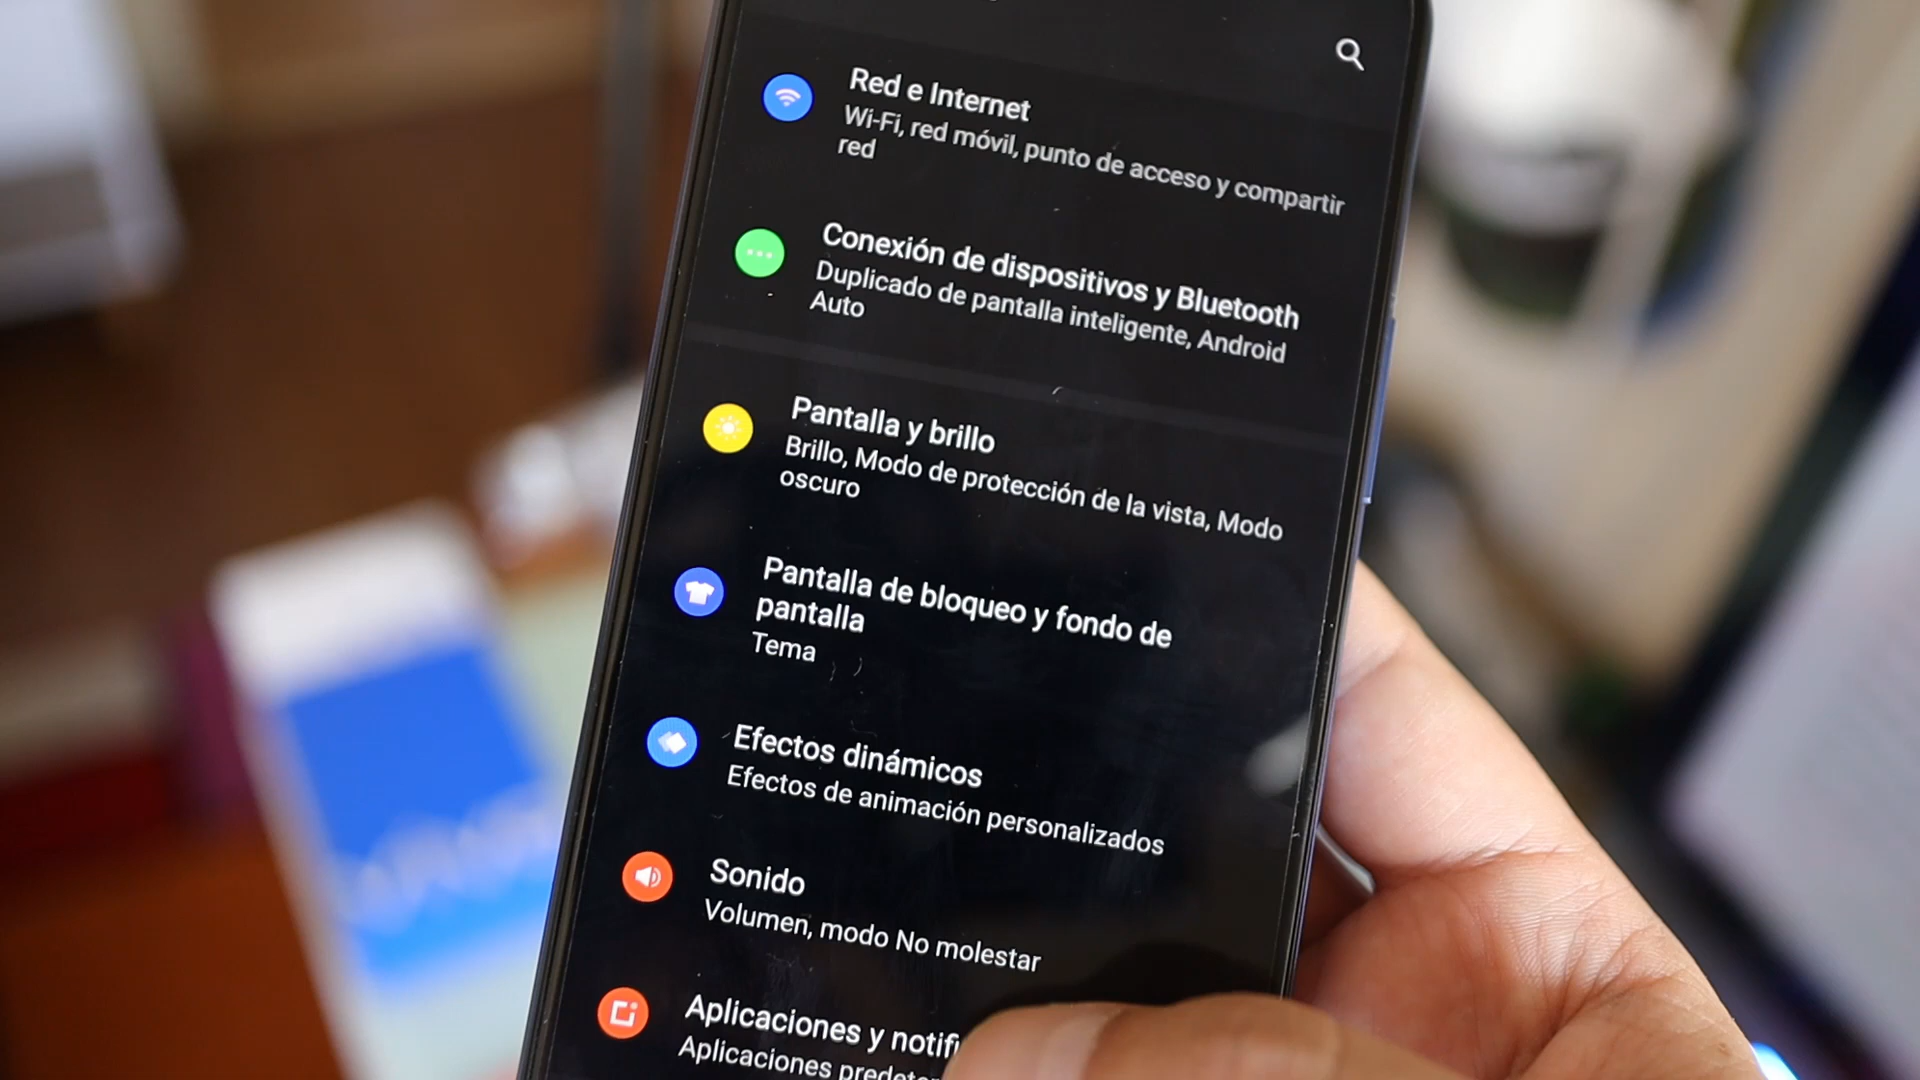 Red e Internet
Wi-Fi, red móvil, punto de acceso y compartir
red
Conexión de dispositivos y Bluetooth
Duplicado de pantalla inteligente, Android
Auto
Pantalla y brillo
Brillo, Modo de protección de la vista, Modo
oscuro
Pantalla de bloqueo y fondo de
pantalla
Tema
Efectos dinámicos
Efectos de animación personalizados
Sonido
Volumen, modo No molestar
Aplicaciones y notifi
Aplicaciones